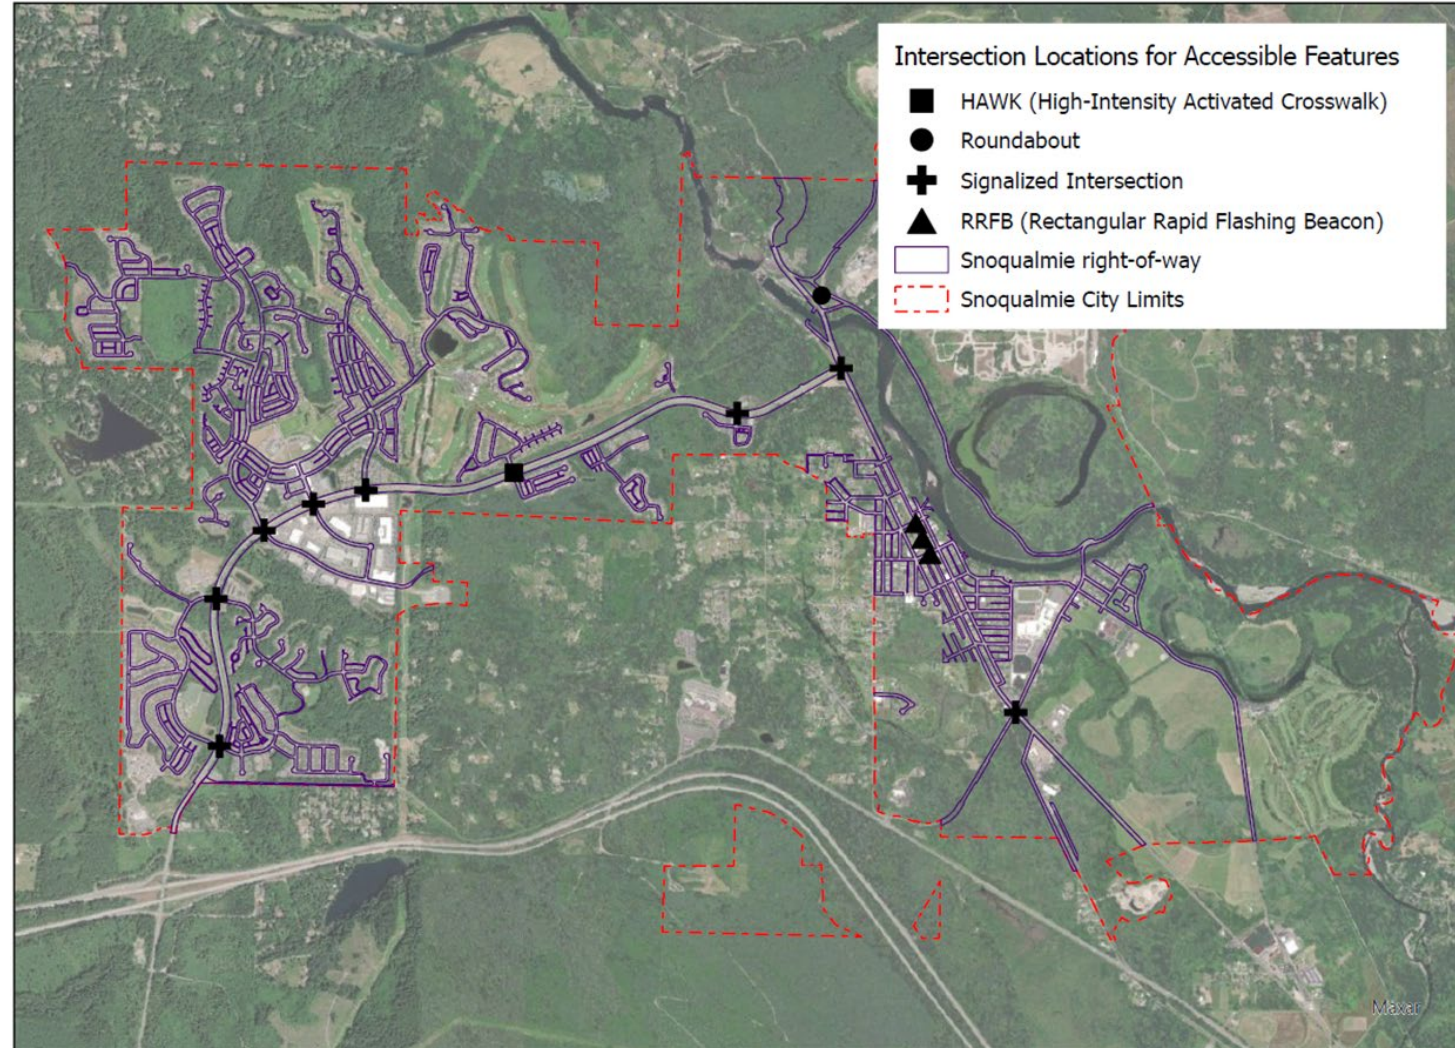 Intersection Locations for Accessible Features
HAWK (High-Intensity Activated Crosswalk)
Roundabout
Signalized Intersection
RRFB (Rectangular Rapid Flashing Beacon)
Snoqualmie right-of-way
Snoqualmie City Limits
Maxar